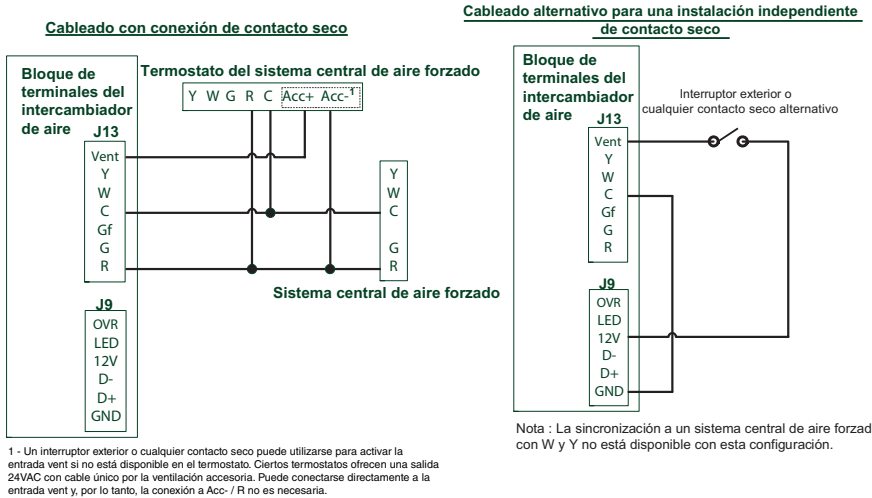 Cableado con conexión de contacto seco
Bloque de
terminales del
intercambiador
de aire
J13
Vent
Y
W
C
Gf
G
R
J9
OVR
LED
12V
D-
D+
GND
Termostato del sistema central de aire forzado
Y W G R C Acc+ Acc-1
Y
W
C
G
R
Sistema central de aire forzado
1 - Un interruptor exterior o cualquier contacto seco puede utilizarse para activar la
entrada vent si no está disponible en el termostato. Ciertos termostatos ofrecen una salida
24VAC con cable único por la ventilación accesoria. Puede conectarse directamente a la
entrada vent y, por lo tanto, la conexión a Acc- / R no es necesaria.
Cableado alternativo para una instalación independiente
de contacto seco
Bloque de
terminales del
intercambiador
de aire
J13
Vent
Y
W
C
Gf
G
R
J9
OVR
LED
12V
D-
D+
GND
Interruptor exterior o
cualquier contacto seco alternativo
Nota : La sincronización a un sistema central de aire forzad
con W y Y no está disponible con esta configuración.